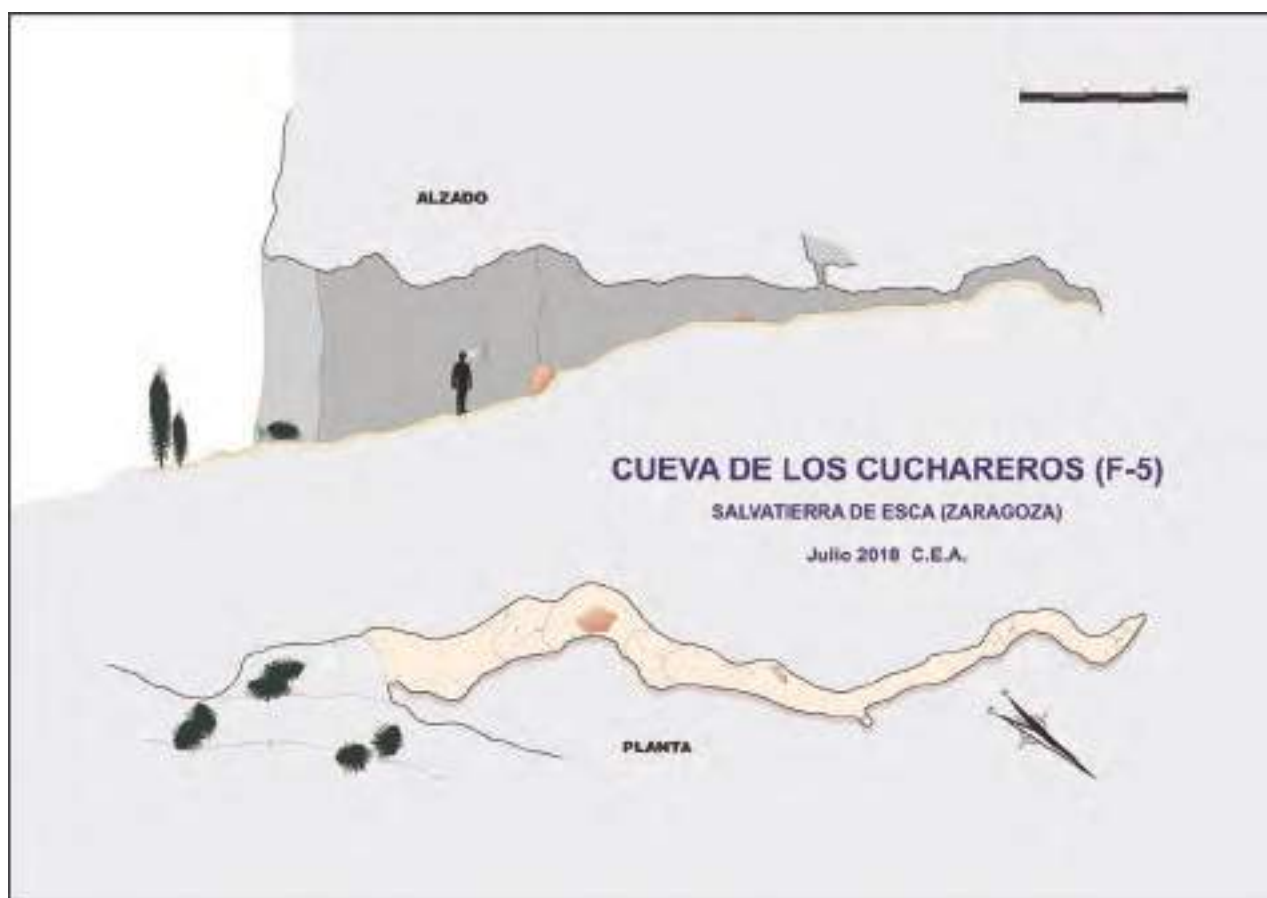 ALZADO
CUEVA DE LOS CUCHAREROS (F-5)
SALVATIERRA DE ESCA (ZARAGOZA)
Julio 2018 C.E.A.
PLANTA